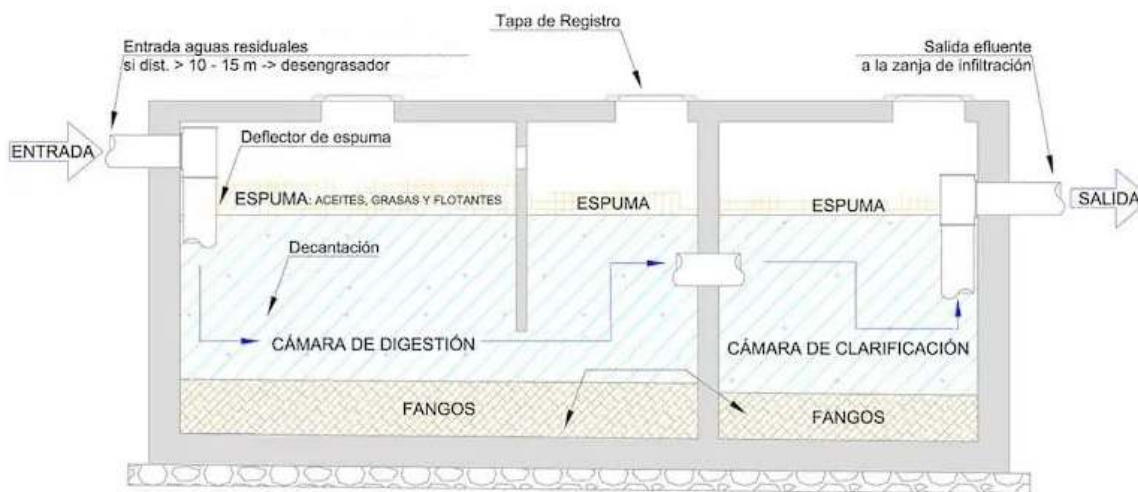 Tapa de Registro
Entrada aguas residuales
si dist. > 10 - 15 m -> desengrasador
Salida efluente
a la zanja de infiltración
Deflector de espuma
ENTRADA
ESPUMA: ACEITES, GRASAS Y FLOTANTES
ESPUMA
ESPUMA
SALIDA
Decantación
CÁMARA DE DIGESTIÓN
CÁMARA DE CLARIFICACIÓN
FANGOS
FANGOS